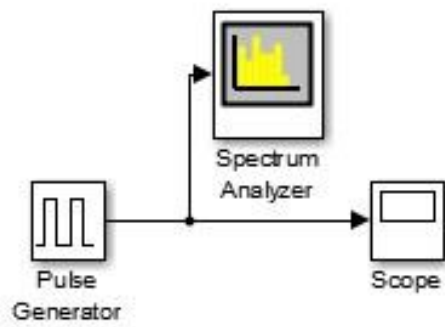 Spectrum
Analyzer
Pulse
Generator
Scope